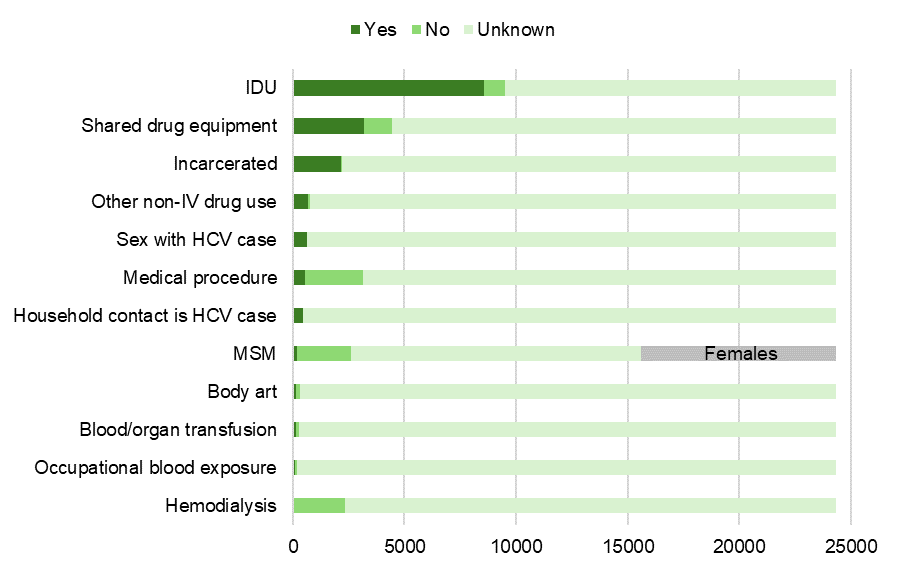 Yes No Unknown
IDU
Shared drug equipment
Incarcerated
Other non-IV drug use
Sex with HCV case
Medical procedure
Household contact is HCV case
MSM Females
Body art
Blood/organ transfusion
Occupational blood exposure
Hemodialysis
0 5000 10000 15000 20000 25000